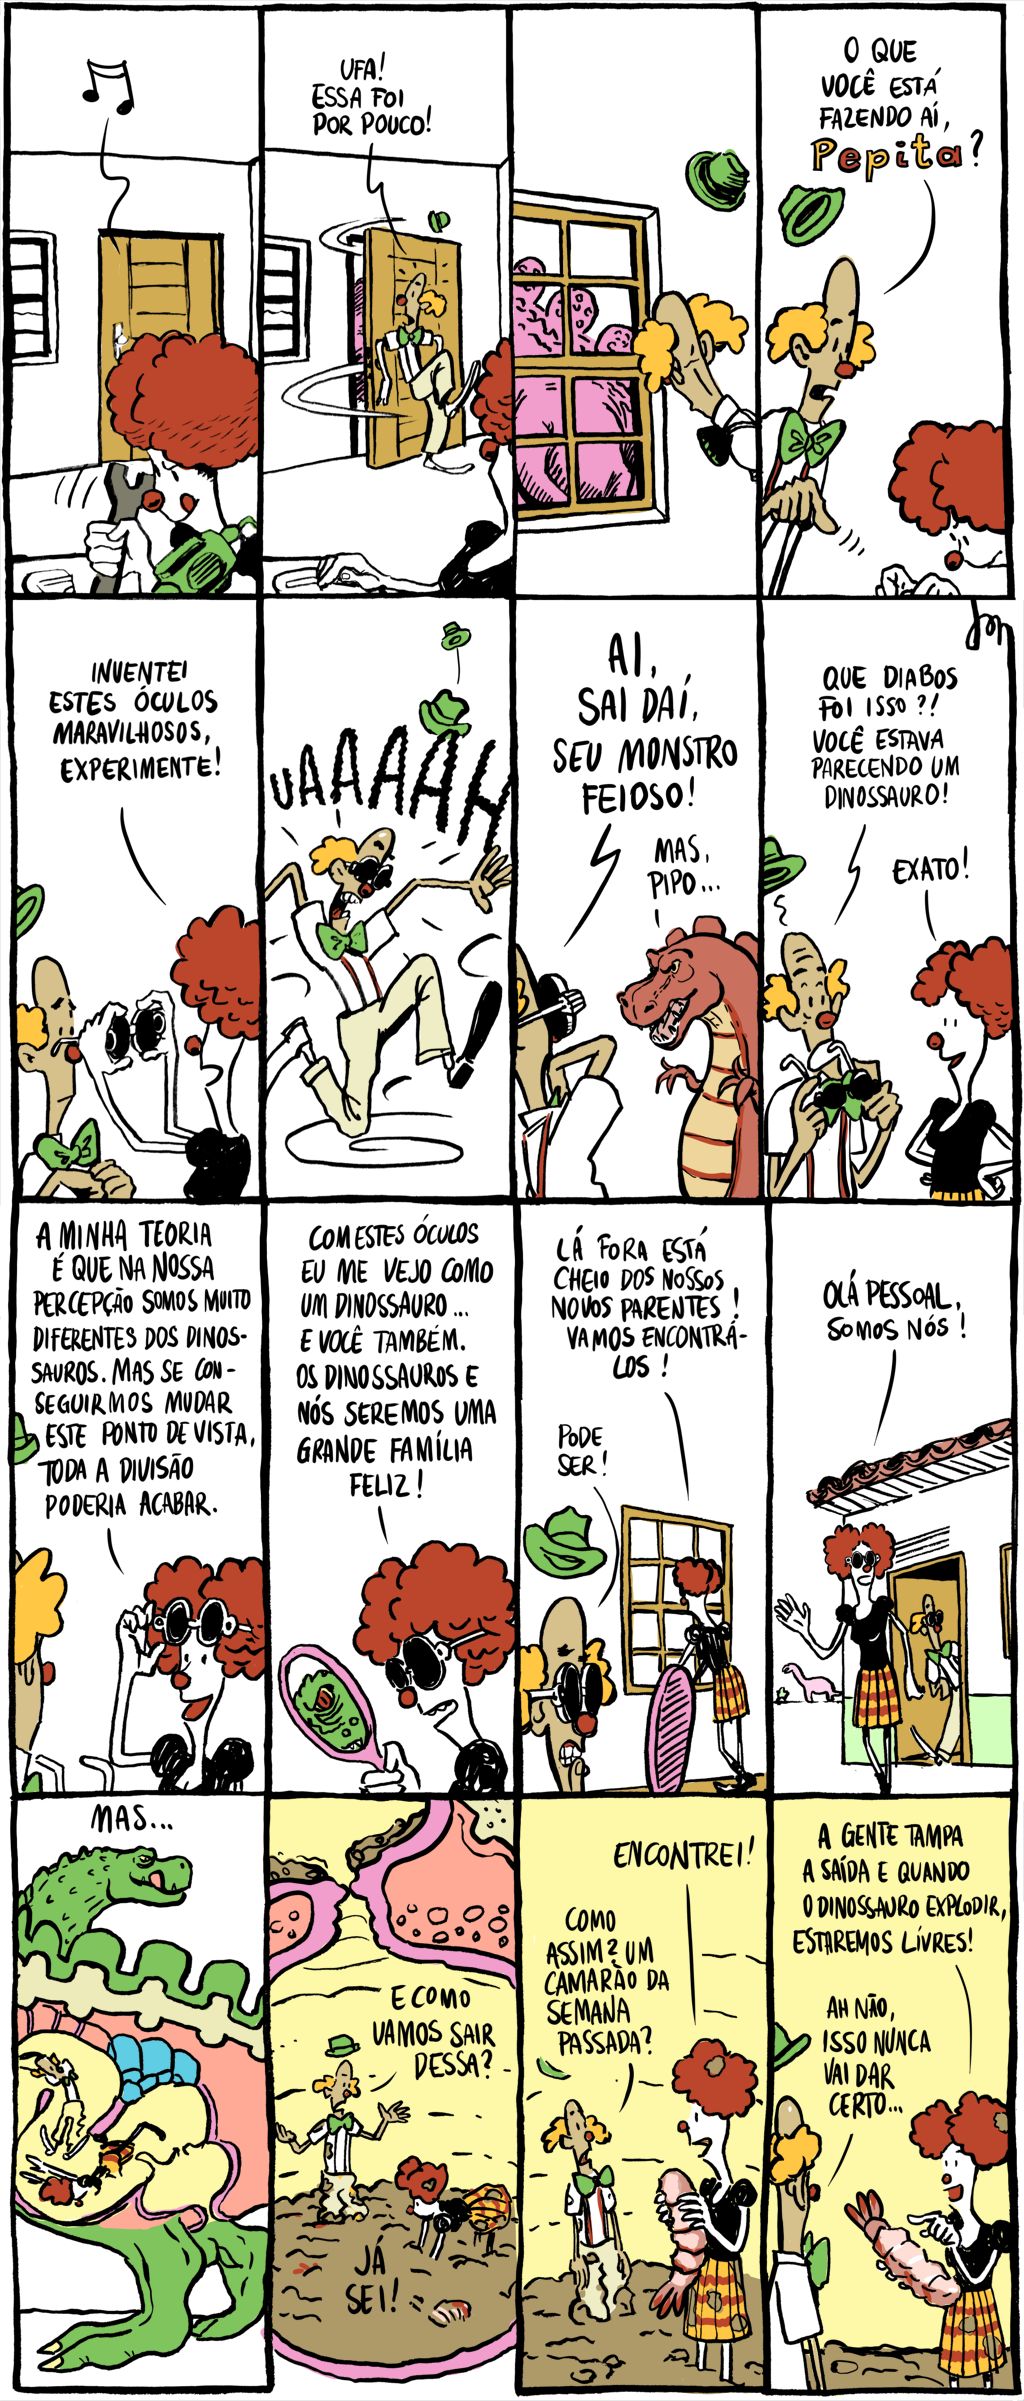 UFA!
ESSA FOI
POR POUCO!
O QUE
VOCÊ ESTÁ
FAZENDO AÍ,
Pepita?
INVENTEI
ESTES ÓCULOS
MARAVILHOSOS,
EXPERIMENTE!
UAAAAAH
AI,
SAI DAÍ,
SEU MONSTRO
FEIOSO!
MAS,
PIPO...
QUE DIABOS
FOI ISSO?!
VOCÊ ESTAVA
PARECENDO UM
DINOSSAURO!
EXATO!
A MINHA TEORIA
É QUE NA NOSSA
PERCEPÇÃO SOMOS MUITO
DIFERENTES DOS DINOS-
SAUROS. MAS SE CON-
SEGUIRMOS MUDAR
ESTE PONTO DE VISTA,
TODA A DIVISÃO
PODERIA ACABAR.
COM ESTES ÓCULOS
EU ME VEJO COMO
UM DINOSSAURO...
E VOCÊ TAMBÉM.
OS DINOSSAUROS E
NÓS SEREMOS UMA
GRANDE FAMÍLIA
FELIZ!
LÁ FORA ESTÁ
CHEIO DOS NOSSOS
NOVOS PARENTES!
VAMOS ENCONTRÁ-
LOS!
PODE
SER!
OLÁ PESSOAL,
SOMOS NÓS!
MAS...
E COMO
VAMOS SAIR
DESSA?
JÁ
SEI!
ENCONTREI!
COMO
ASSIM? UM
CAMARÃO DA
SEMANA
PASSADA?
A GENTE TAMPA
A SAÍDA E QUANDO
O DINOSSAURO EXPLODIR,
ESTAREMOS LIVRES!
AH NÃO,
ISSO NUNCA
VAI DAR
CERTO...